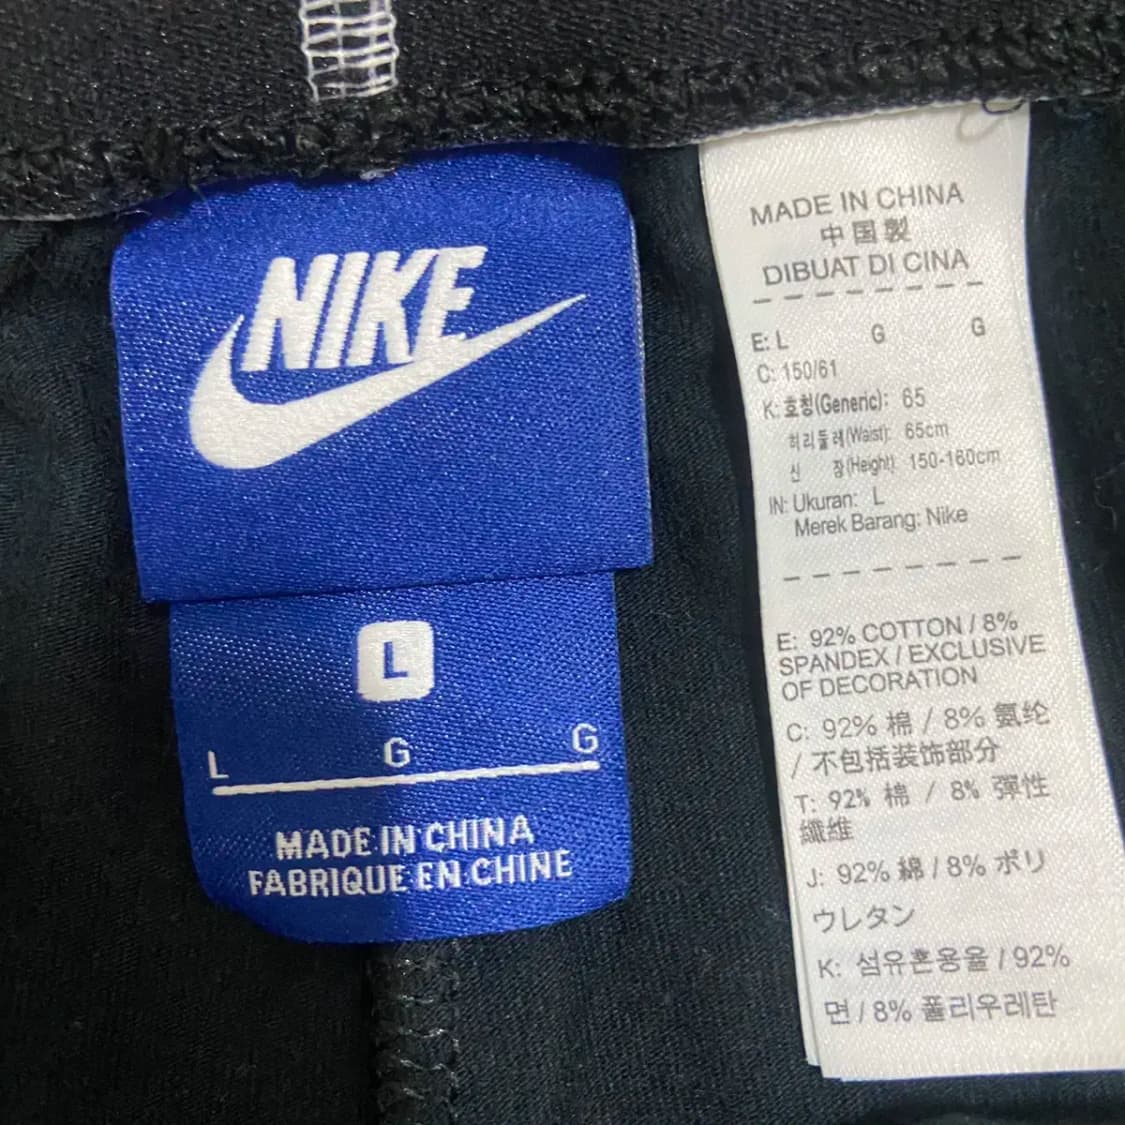 NIKE
L
L G G
MADE IN CHINA
FABRIQUE EN CHINE
MADE IN CHINA
中国製
DIBUAT DI CINA
E: L G G
C: 150/61
K: 호칭(Generic): 65
허리둘레(Waist): 65cm
신 장(Height): 150-160cm
IN: Ukuran: L
Merek Barang: Nike
E: 92% COTTON / 8%
SPANDEX / EXCLUSIVE
OF DECORATION
C: 92% 棉 / 8% 氨纶
/ 不包括装饰部分
T: 92% 棉 / 8% 彈性
纖維
J: 92% 綿 / 8% ポリ
ウレタン
K: 섬유혼용율 / 92%
면 / 8% 폴리우레탄